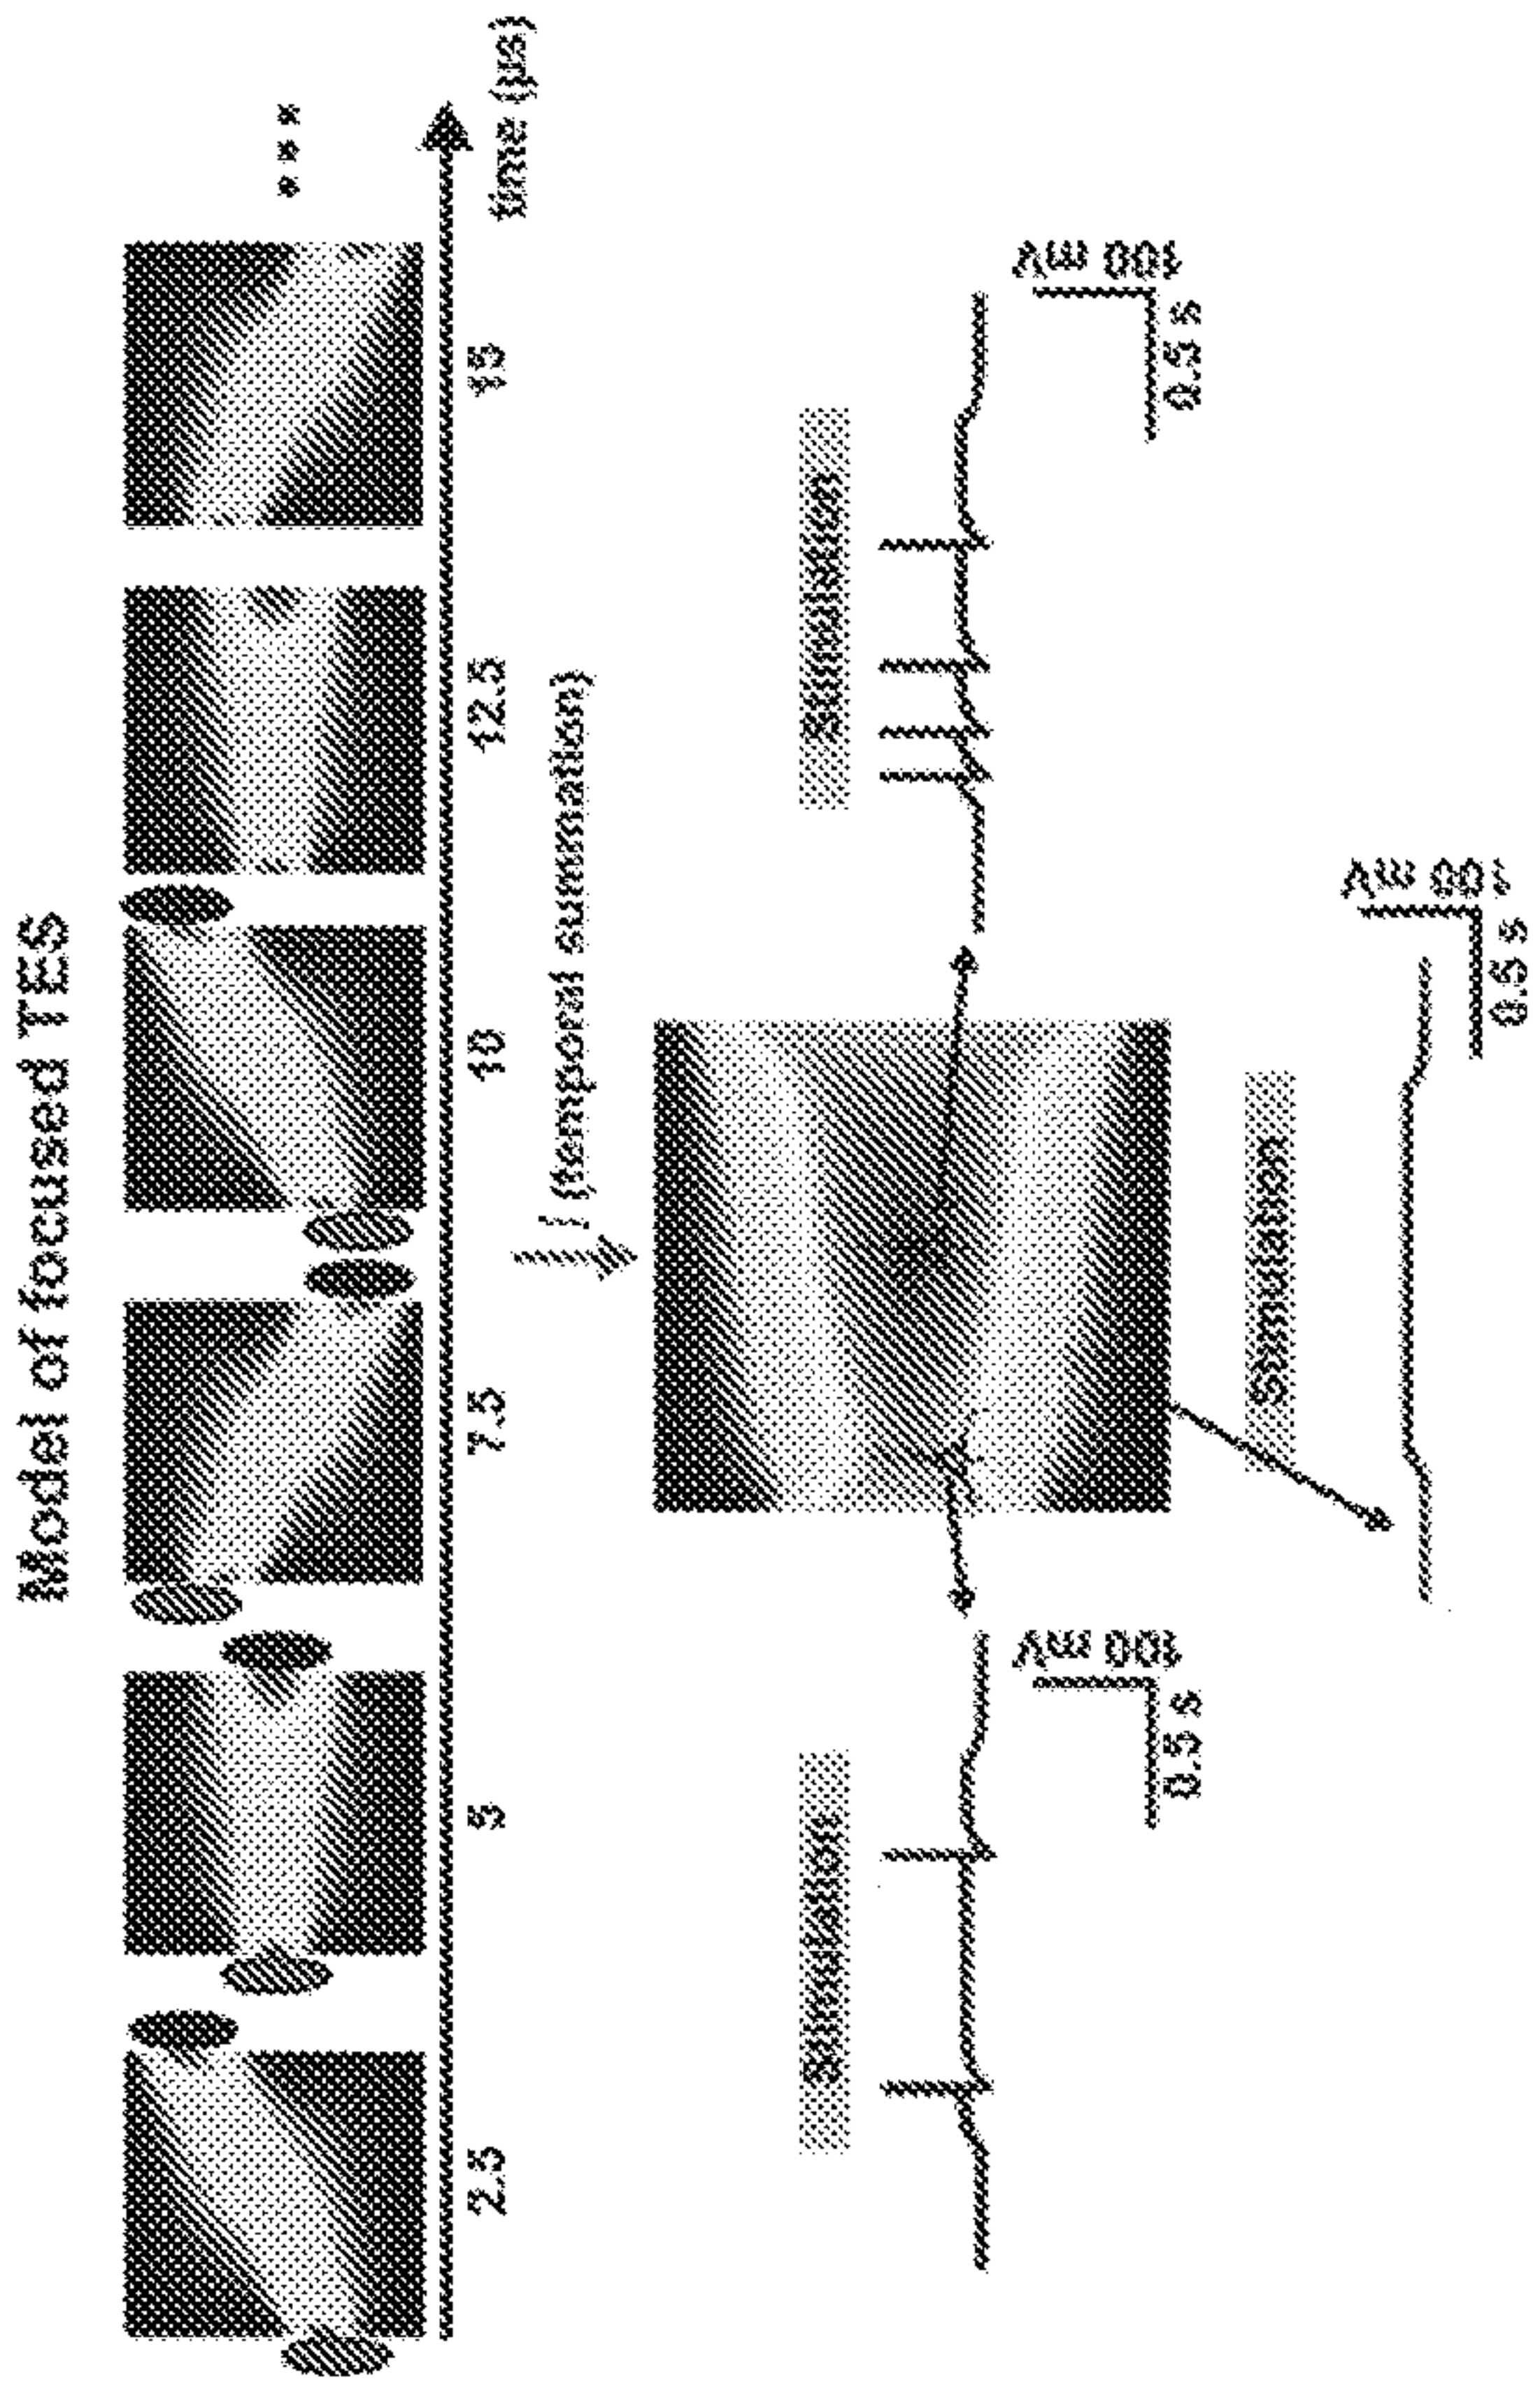 Model of focused TES
2.5
5
7.5
10
12.5
15
time (µs)
(temporal summation)
Stimulation
Stimulation
100 mV
0.5 s
100 mV
0.5 s
Stimulation
100 mV
0.5 s